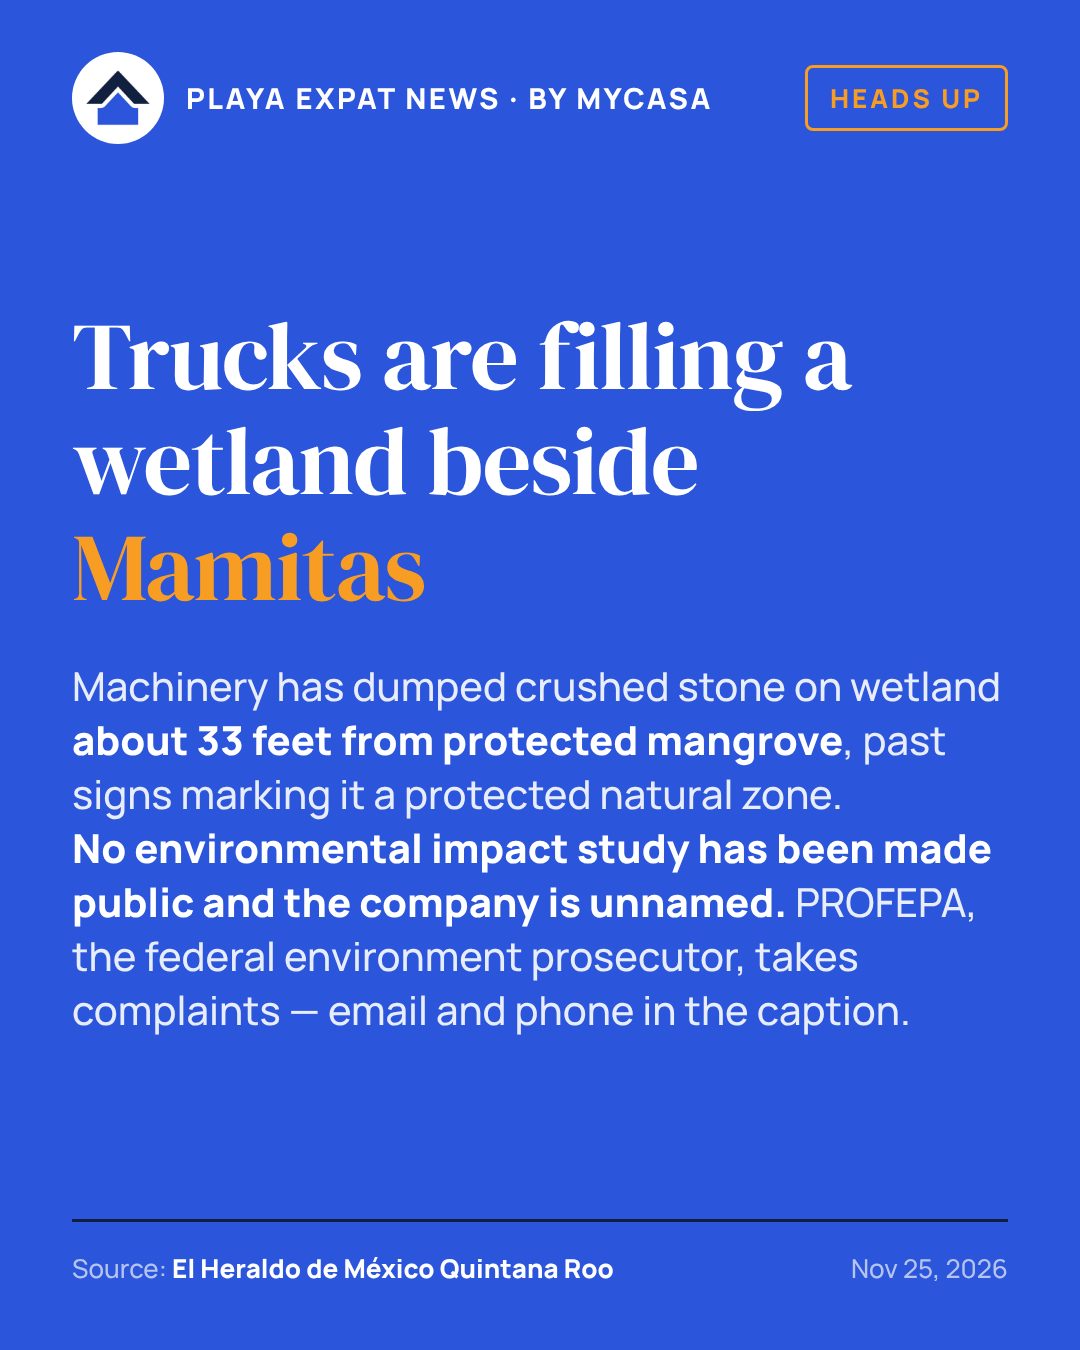 PLAYA EXPAT NEWS · BY MYCASA
HEADS UP
Trucks are filling a
wetland beside
Mamitas
Machinery has dumped crushed stone on wetland
about 33 feet from protected mangrove, past
signs marking it a protected natural zone.
No environmental impact study has been made
public and the company is unnamed. PROFEPA,
the federal environment prosecutor, takes
complaints — email and phone in the caption.
Source: El Heraldo de México Quintana Roo
Nov 25, 2026